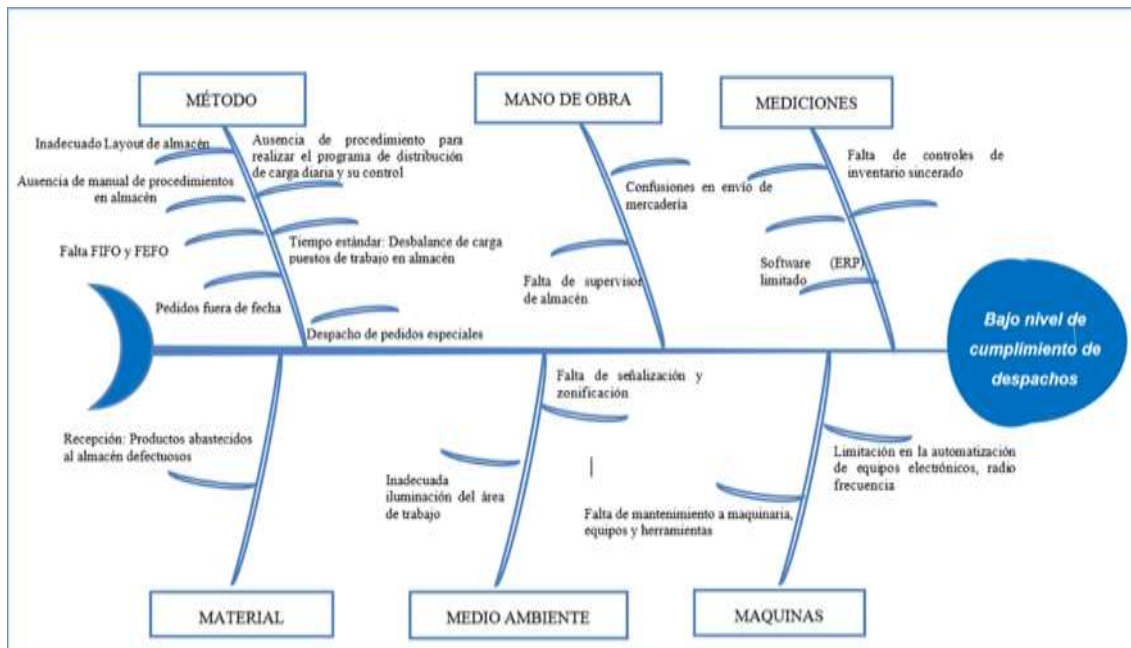 MÉTODO
MANO DE OBRA
MEDICIONES
Inadecuado Layout de almacén
Ausencia de manual de procedimientos
en almacén
Falta FIFO y FEFO
Pedidos fuera de fecha
Ausencia de procedimiento para
realizar el programa de distribución
de carga diaria y su control
Tiempo estándar: Desbalance de carga
puestos de trabajo en almacén
Despacho de pedidos especiales
Confusiones en envío de
mercadería
Falta de supervisor
de almacén
Falta de controles de
inventario sincerado
Software (ERP)
limitado
Bajo nivel de
cumplimiento de
despachos
Recepción: Productos abastecidos
al almacén defectuosos
Falta de señalización y
zonificación
Inadecuada
iluminación del área
de trabajo
Limitación en la automatización
de equipos electrónicos, radio
frecuencia
Falta de mantenimiento a maquinaria,
equipos y herramientas
MATERIAL
MEDIO AMBIENTE
MAQUINAS